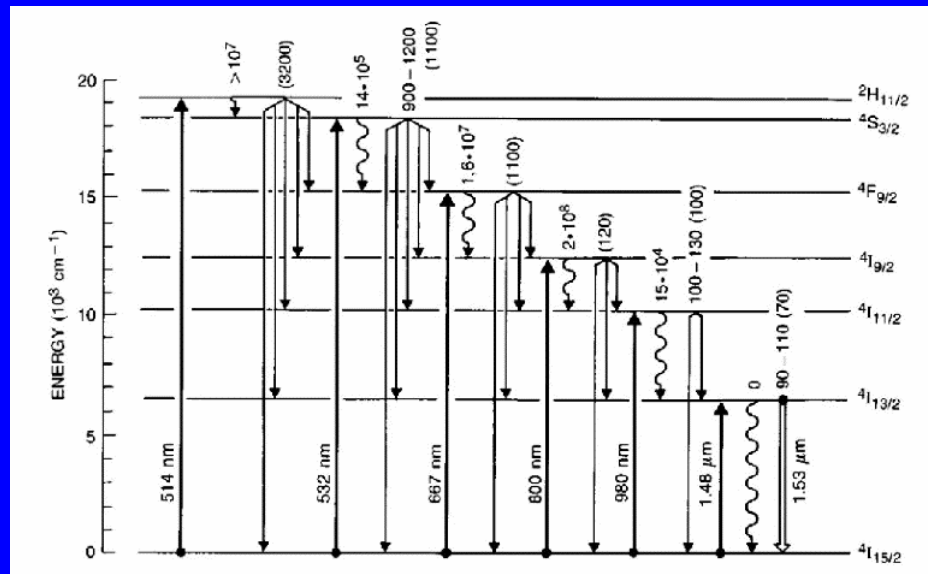 ENERGY (10³ cm⁻¹)
20
15
10
5
0
>10⁷
(3200)
14•10⁵
900–1200
(1100)
1.6•10⁷
(1100)
2•10⁸
(120)
15•10⁴
100–130 (100)
0
90–110 (70)
514 nm
532 nm
667 nm
800 nm
980 nm
1.48 μm
1.53 μm
²H₁₁/₂
⁴S₃/₂
⁴F₉/₂
⁴I₉/₂
⁴I₁₁/₂
⁴I₁₃/₂
⁴I₁₅/₂